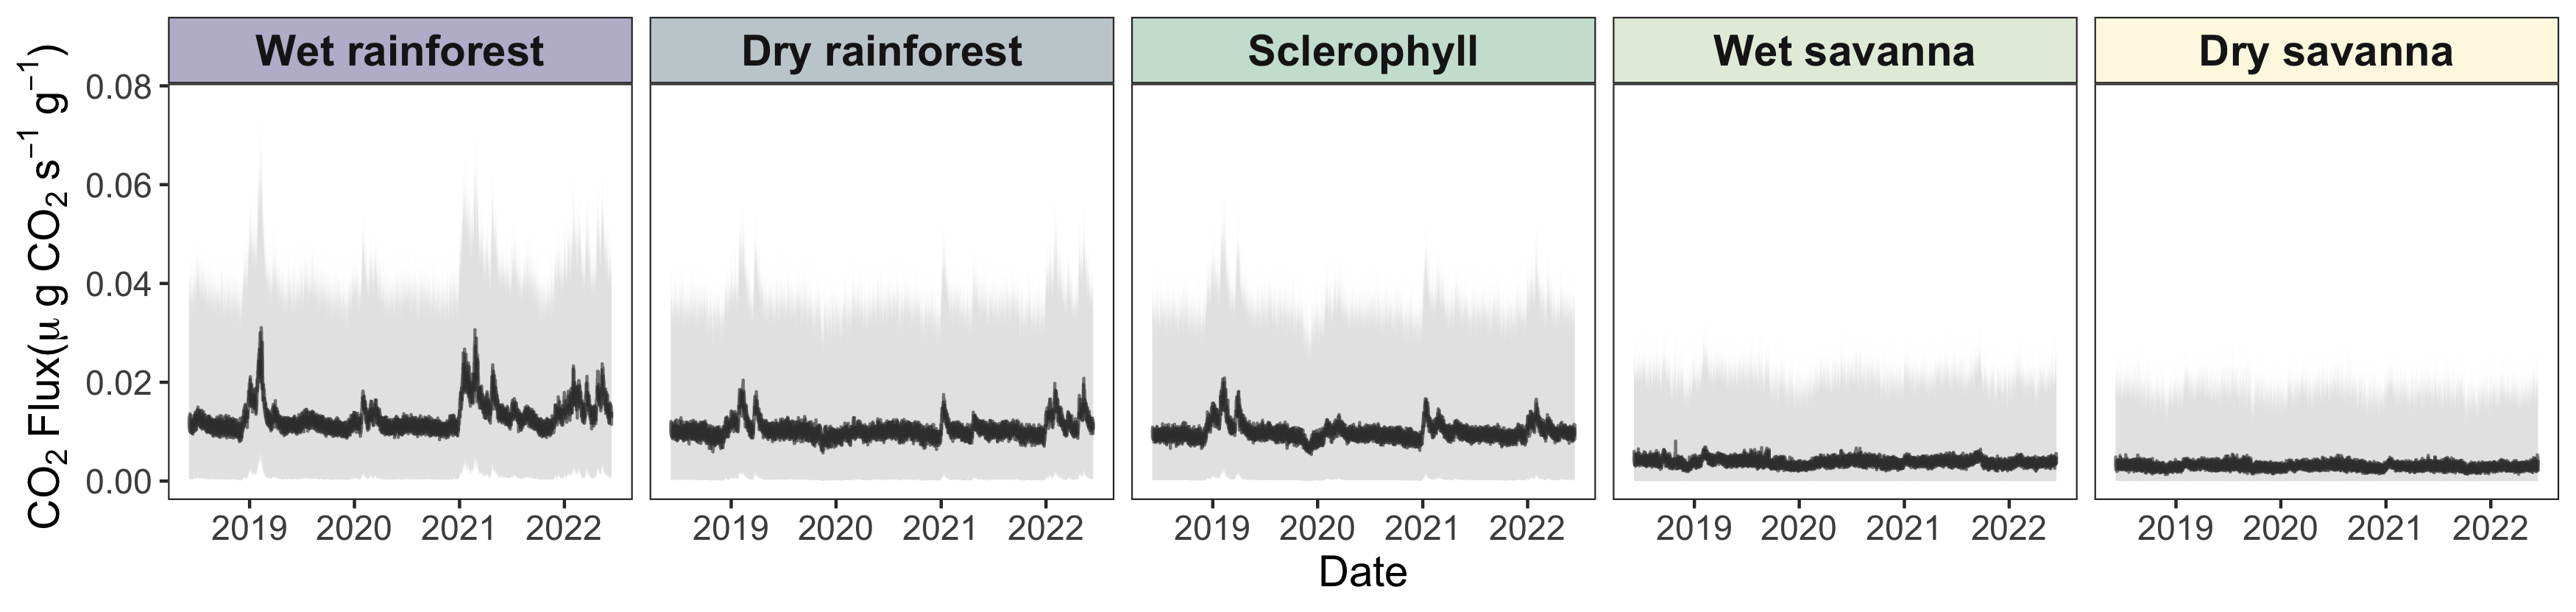 Wet rainforest Dry rainforest Sclerophyll Wet savanna Dry savanna
CO₂ Flux(μ g CO₂ s⁻¹ g⁻¹)
0.08
0.06
0.04
0.02
0.00
2019 2020 2021 2022 2019 2020 2021 2022 2019 2020 2021 2022 2019 2020 2021 2022 2019 2020 2021 2022
Date